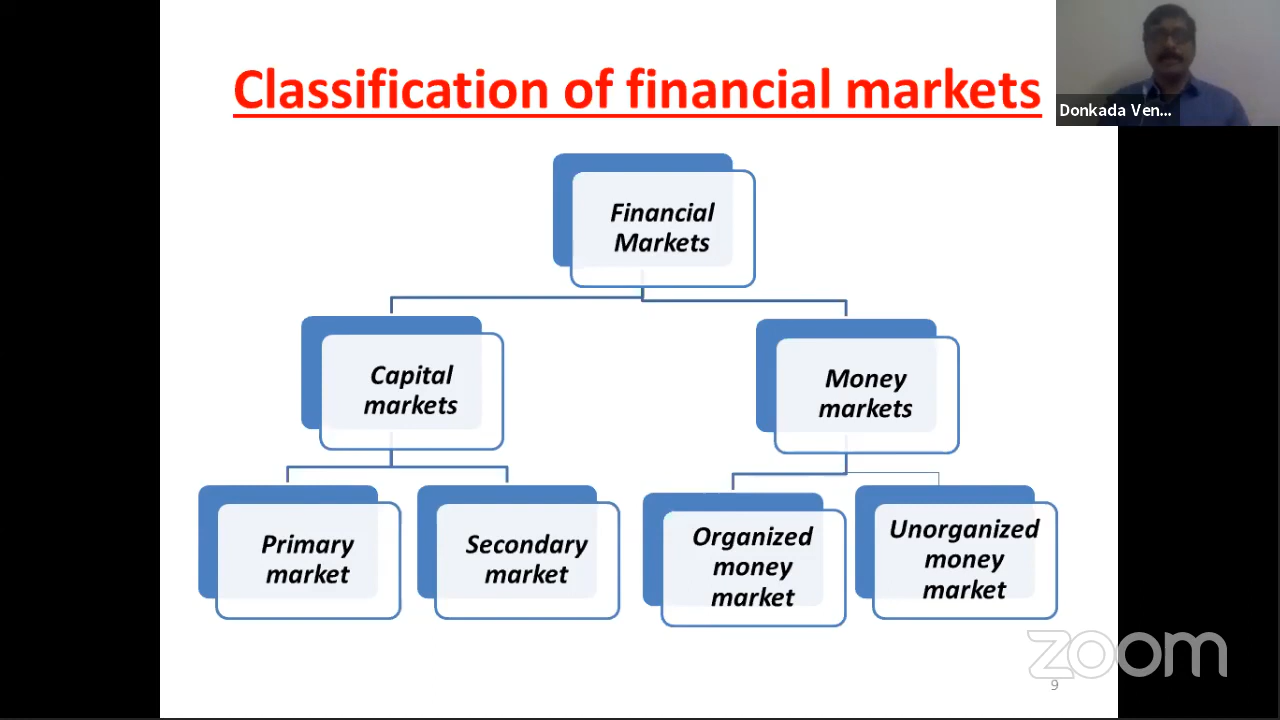 Classification of financial markets
Donkada Ven...
Financial
Markets
Capital
markets
Money
markets
Primary
market
Secondary
market
Organized
money
market
Unorganized
money
market
zoom
9